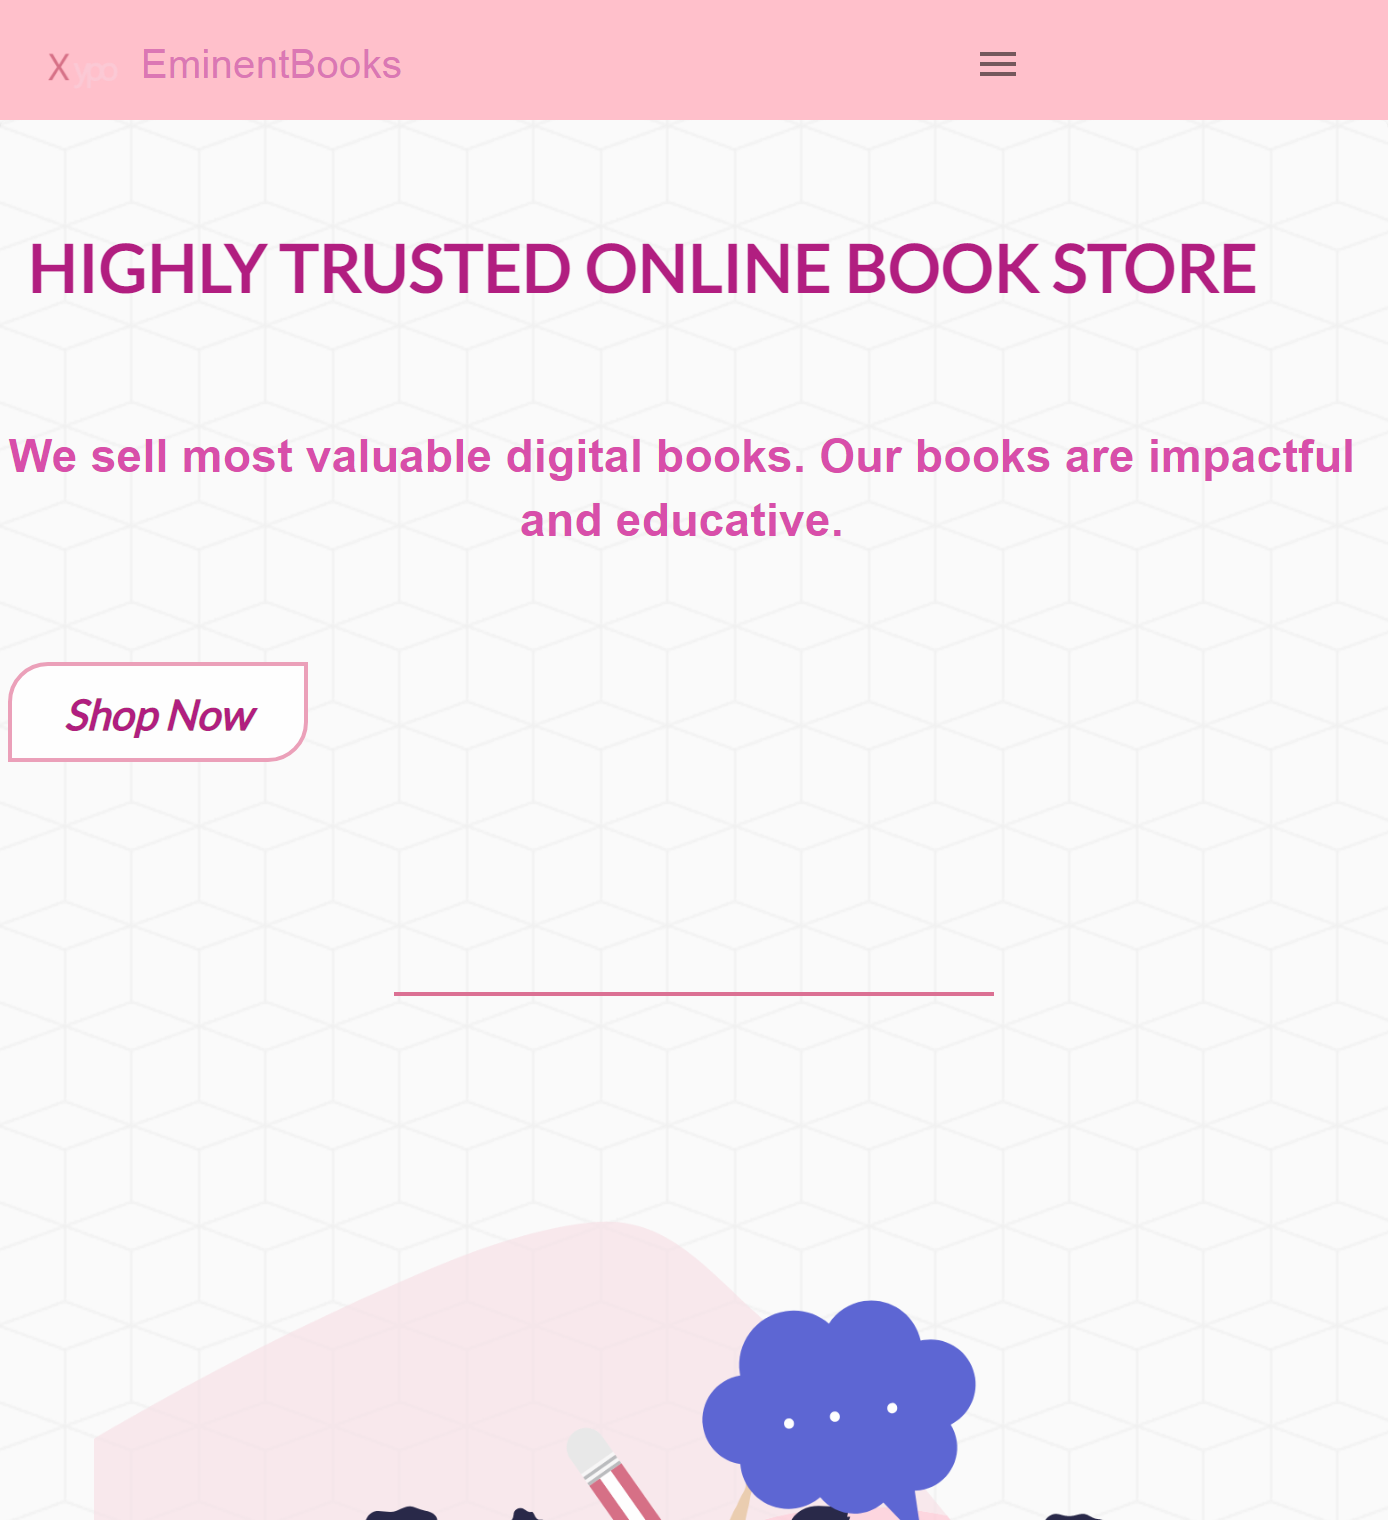 X ypo EminentBooks
HIGHLY TRUSTED ONLINE BOOK STORE
We sell most valuable digital books. Our books are impactful
and educative.
Shop Now